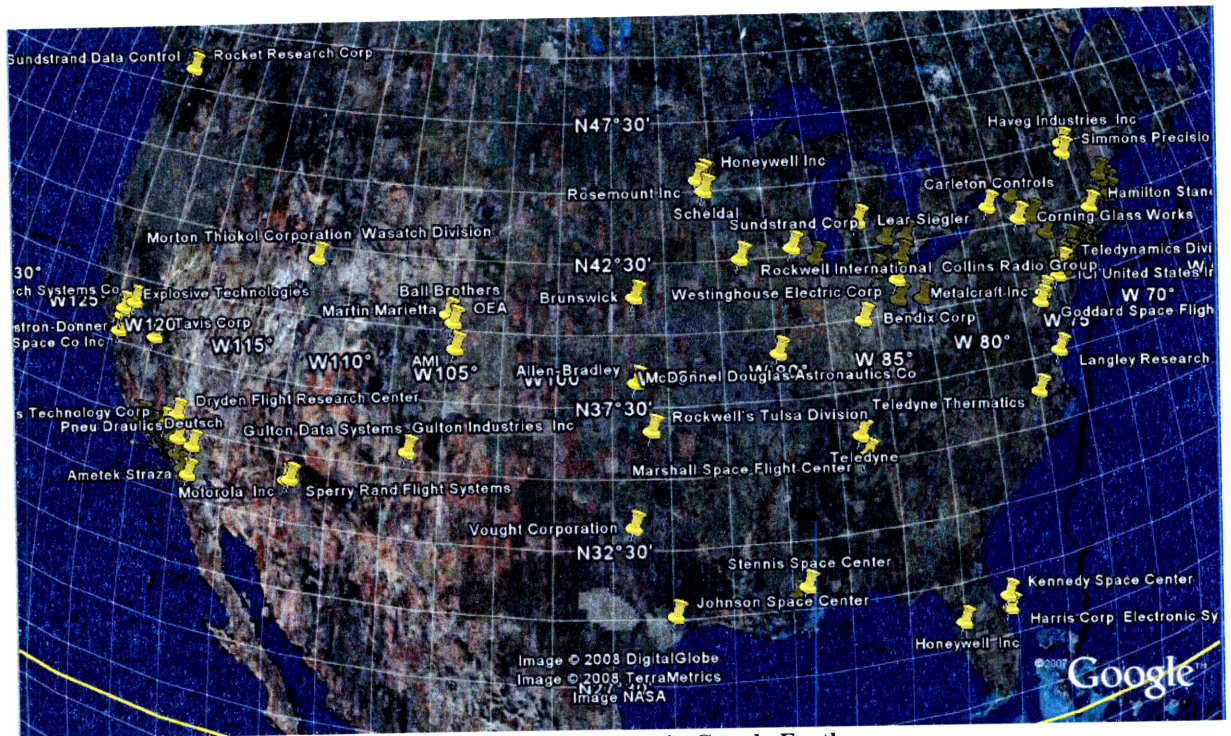 Sundstrand Data Control
Rocket Research Corp
N47°30'
Haveg Industries Inc
Simmons Precisio
Honeywell Inc
Rosemount Inc
Carleton Controls
Hamilton Stan
Scheldal
Sundstrand Corp
Lear-Siegler
Corning Glass Works
Morton Thiokol Corporation Wasatch Division
N42°30'
Rockwell International Collins Radio Group
Teledynamics Divi
United States
30°
ch Systems Co
W125°
Explosive Technologies
Ball Brothers
Martin Marietta
OEA
Brunswick
Westinghouse Electric Corp
Metalcraft Inc
W 70°
Goddard Space Fligh
stron-Donner
W120
Tavis Corp
Space Co Inc
W115°
Bendix Corp
W 80°
W 85°
W110°
AMI
W105°
Allen-Bradley
McDonnel Douglas Astronautics Co
Langley Research
Dryden Flight Research Center
N37°30'
Teledyne Thermatics
s Technology Corp
Pneu Draulics
Deutsch
Gulton Data Systems Gulton Industries Inc
Rockwell's Tulsa Division
Teledyne
Marshall Space Flight Center
Ametek Straza
Motorola Inc
Sperry Rand Flight Systems
Vought Corporation
N32°30'
Stennis Space Center
Kennedy Space Center
Johnson Space Center
Harris Corp Electronic Sy
Honeywell Inc
Image © 2008 DigitalGlobe
Image © 2008 TerraMetrics
Image NASA
©2007 Google™